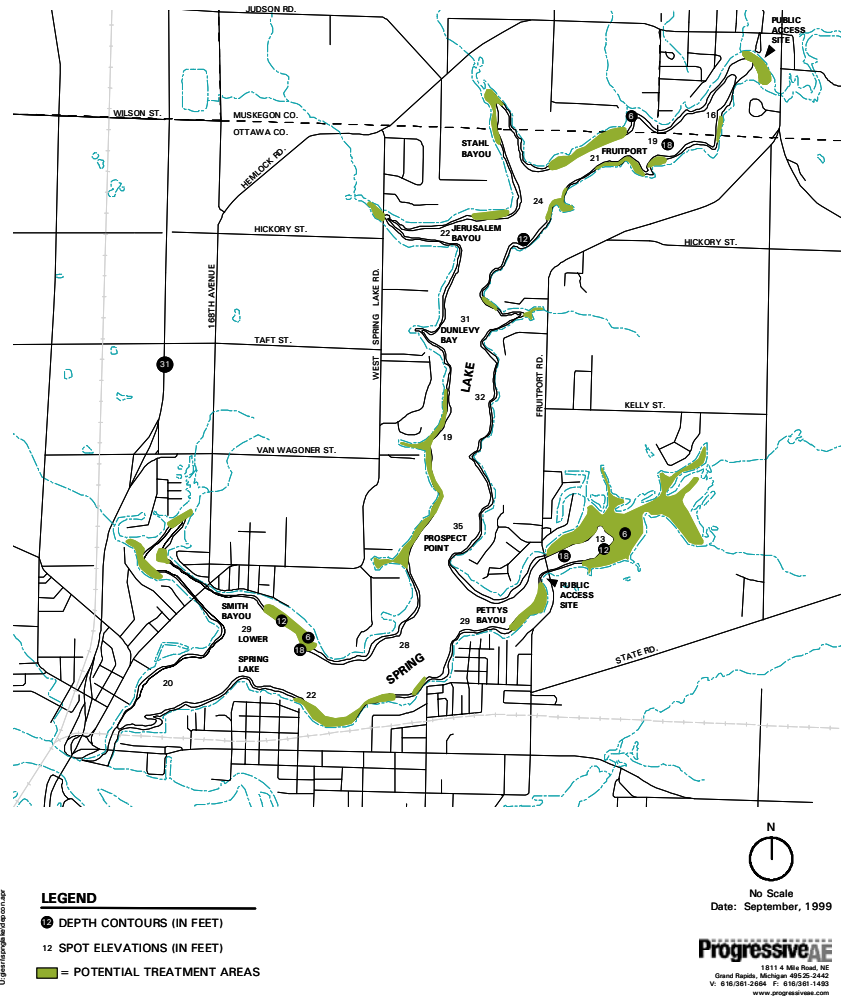 JUDSON RD.
PUBLIC
ACCESS
SITE
WILSON ST.
MUSKEGON CO.
OTTAWA CO.
6
16
19
18
FRUITPORT
21
STAHL
BAYOU
HEMLOCK RD.
24
HICKORY ST.
22
JERUSALEM
BAYOU
12
HICKORY ST.
168TH AVENUE
WEST SPRING LAKE RD.
31
DUNLEVY
BAY
TAFT ST.
31
LAKE
32
FRUITPORT RD.
KELLY ST.
19
VAN WAGONER ST.
35
PROSPECT
POINT
13
6
12
18
PUBLIC
ACCESS
SITE
SMITH
BAYOU
12
6
18
29
LOWER
SPRING
LAKE
PETTYS
BAYOU
29
28
SPRING
STATE RD.
20
22
N
No Scale
Date: September, 1999
LEGEND
12 DEPTH CONTOURS (IN FEET)
12 SPOT ELEVATIONS (IN FEET)
= POTENTIAL TREATMENT AREAS
ProgressiveAE
1811 4 Mile Road, NE
Grand Rapids, Michigan 49525-2442
V: 616/361-2664 F: 616/361-1493
www.progressiveae.com